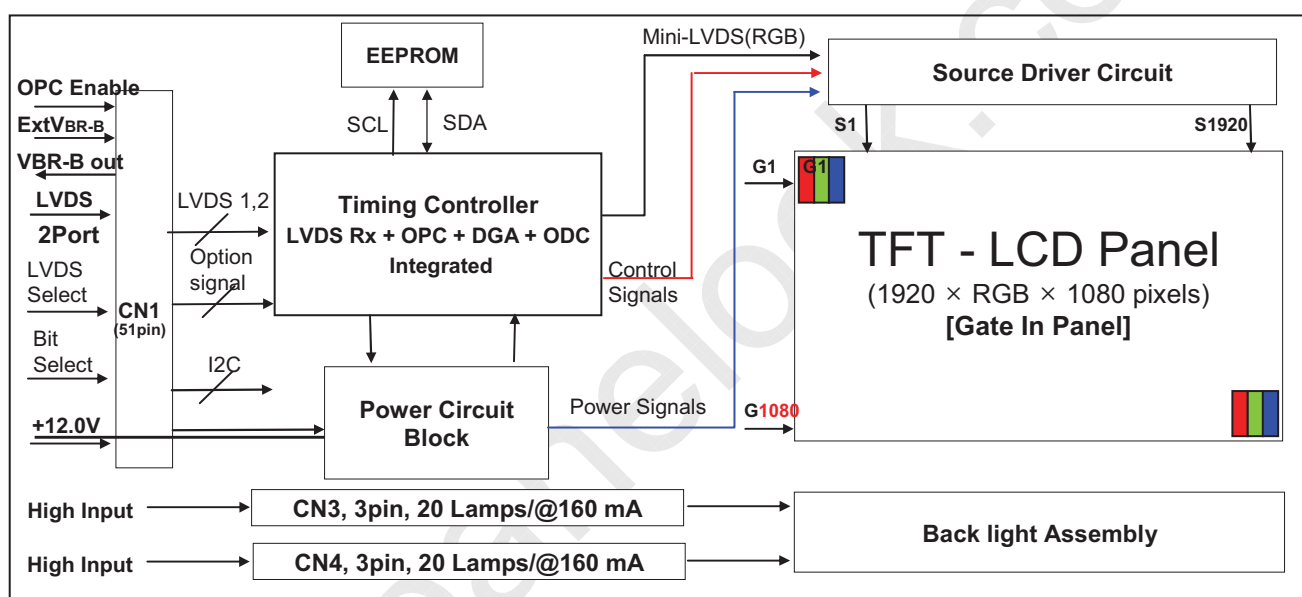 EEPROM
Mini-LVDS(RGB)
Source Driver Circuit
OPC Enable
ExtVBR-B
VBR-B out
LVDS
2Port
LVDS
Select
Bit
Select
+12.0V
CN1
(51pin)
SCL
SDA
S1
S1920
LVDS 1,2
Option
signal
I2C
Timing Controller
LVDS Rx + OPC + DGA + ODC
Integrated
Control
Signals
G1
G1
TFT - LCD Panel
(1920 × RGB × 1080 pixels)
[Gate In Panel]
Power Circuit
Block
Power Signals
G1080
High Input
CN3, 3pin, 20 Lamps/@160 mA
Back light Assembly
High Input
CN4, 3pin, 20 Lamps/@160 mA